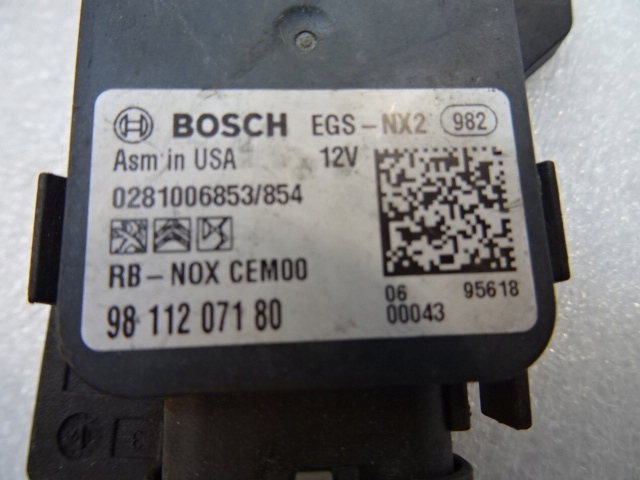 BOSCH EGS-NX2 982
Asm in USA 12V
0281006853/854
RB-NOX CEM00
98 112 071 80
06 95618
00043
3